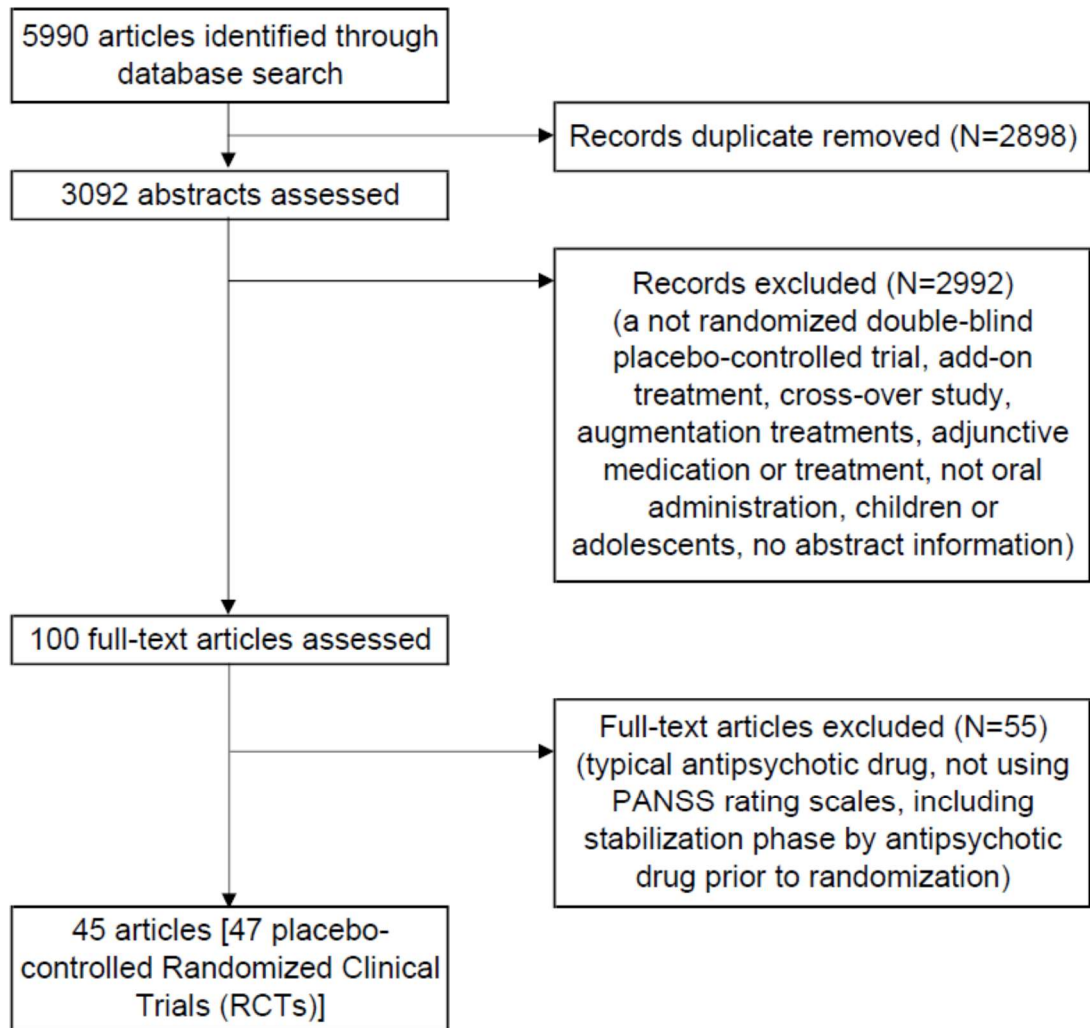 5990 articles identified through
database search
Records duplicate removed (N=2898)
3092 abstracts assessed
Records excluded (N=2992)
(a not randomized double-blind
placebo-controlled trial, add-on
treatment, cross-over study,
augmentation treatments, adjunctive
medication or treatment, not oral
administration, children or
adolescents, no abstract information)
100 full-text articles assessed
Full-text articles excluded (N=55)
(typical antipsychotic drug, not using
PANSS rating scales, including
stabilization phase by antipsychotic
drug prior to randomization)
45 articles [47 placebo-
controlled Randomized Clinical
Trials (RCTs)]